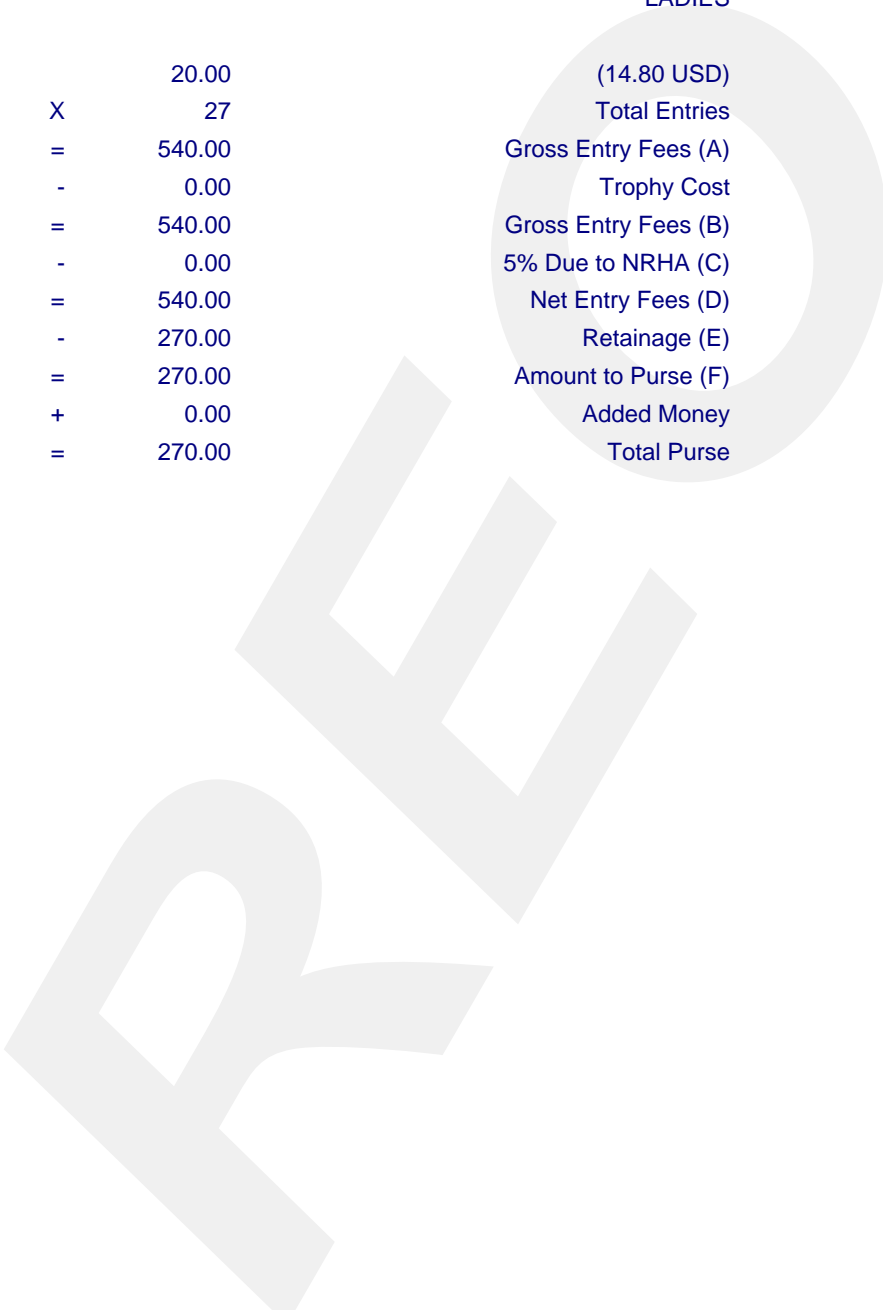 LADIES
20.00 (14.80 USD)
X 27 Total Entries
= 540.00 Gross Entry Fees (A)
- 0.00 Trophy Cost
= 540.00 Gross Entry Fees (B)
- 0.00 5% Due to NRHA (C)
= 540.00 Net Entry Fees (D)
- 270.00 Retainage (E)
= 270.00 Amount to Purse (F)
+ 0.00 Added Money
= 270.00 Total Purse
REO